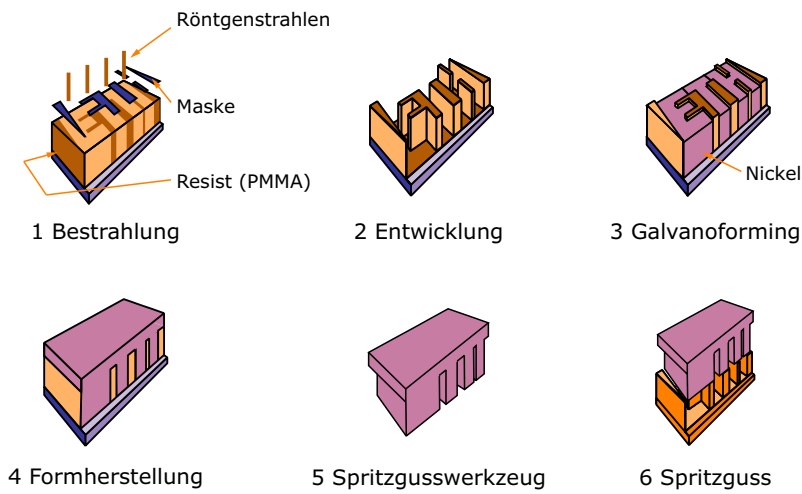 Röntgenstrahlen
Maske
Resist (PMMA)
Nickel
1 Bestrahlung
2 Entwicklung
3 Galvanoforming
4 Formherstellung
5 Spritzgusswerkzeug
6 Spritzguss